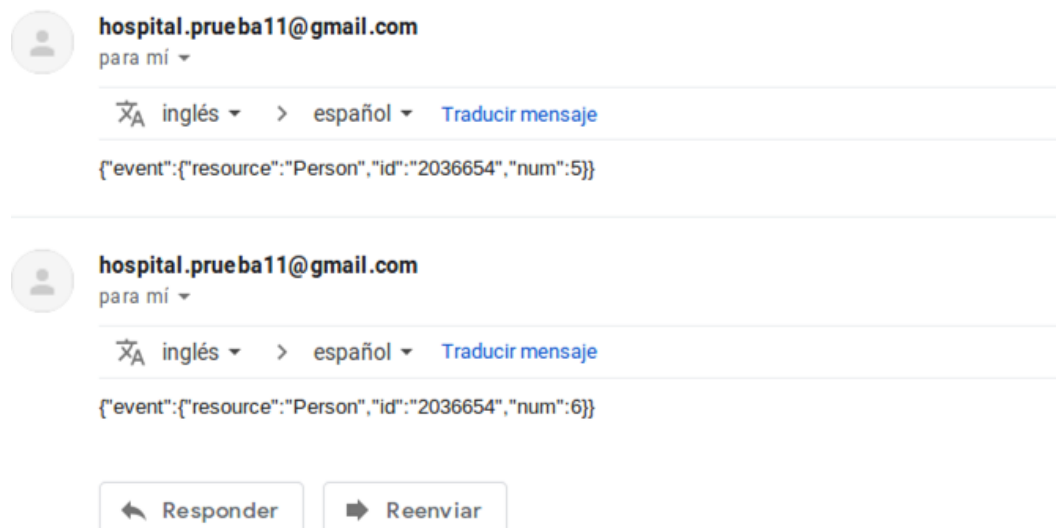 hospital.prueba11@gmail.com
para mí
inglés > español Traducir mensaje
{"event":{"resource":"Person","id":"2036654","num":5}}
hospital.prueba11@gmail.com
para mí
inglés > español Traducir mensaje
{"event":{"resource":"Person","id":"2036654","num":6}}
Responder Reenviar